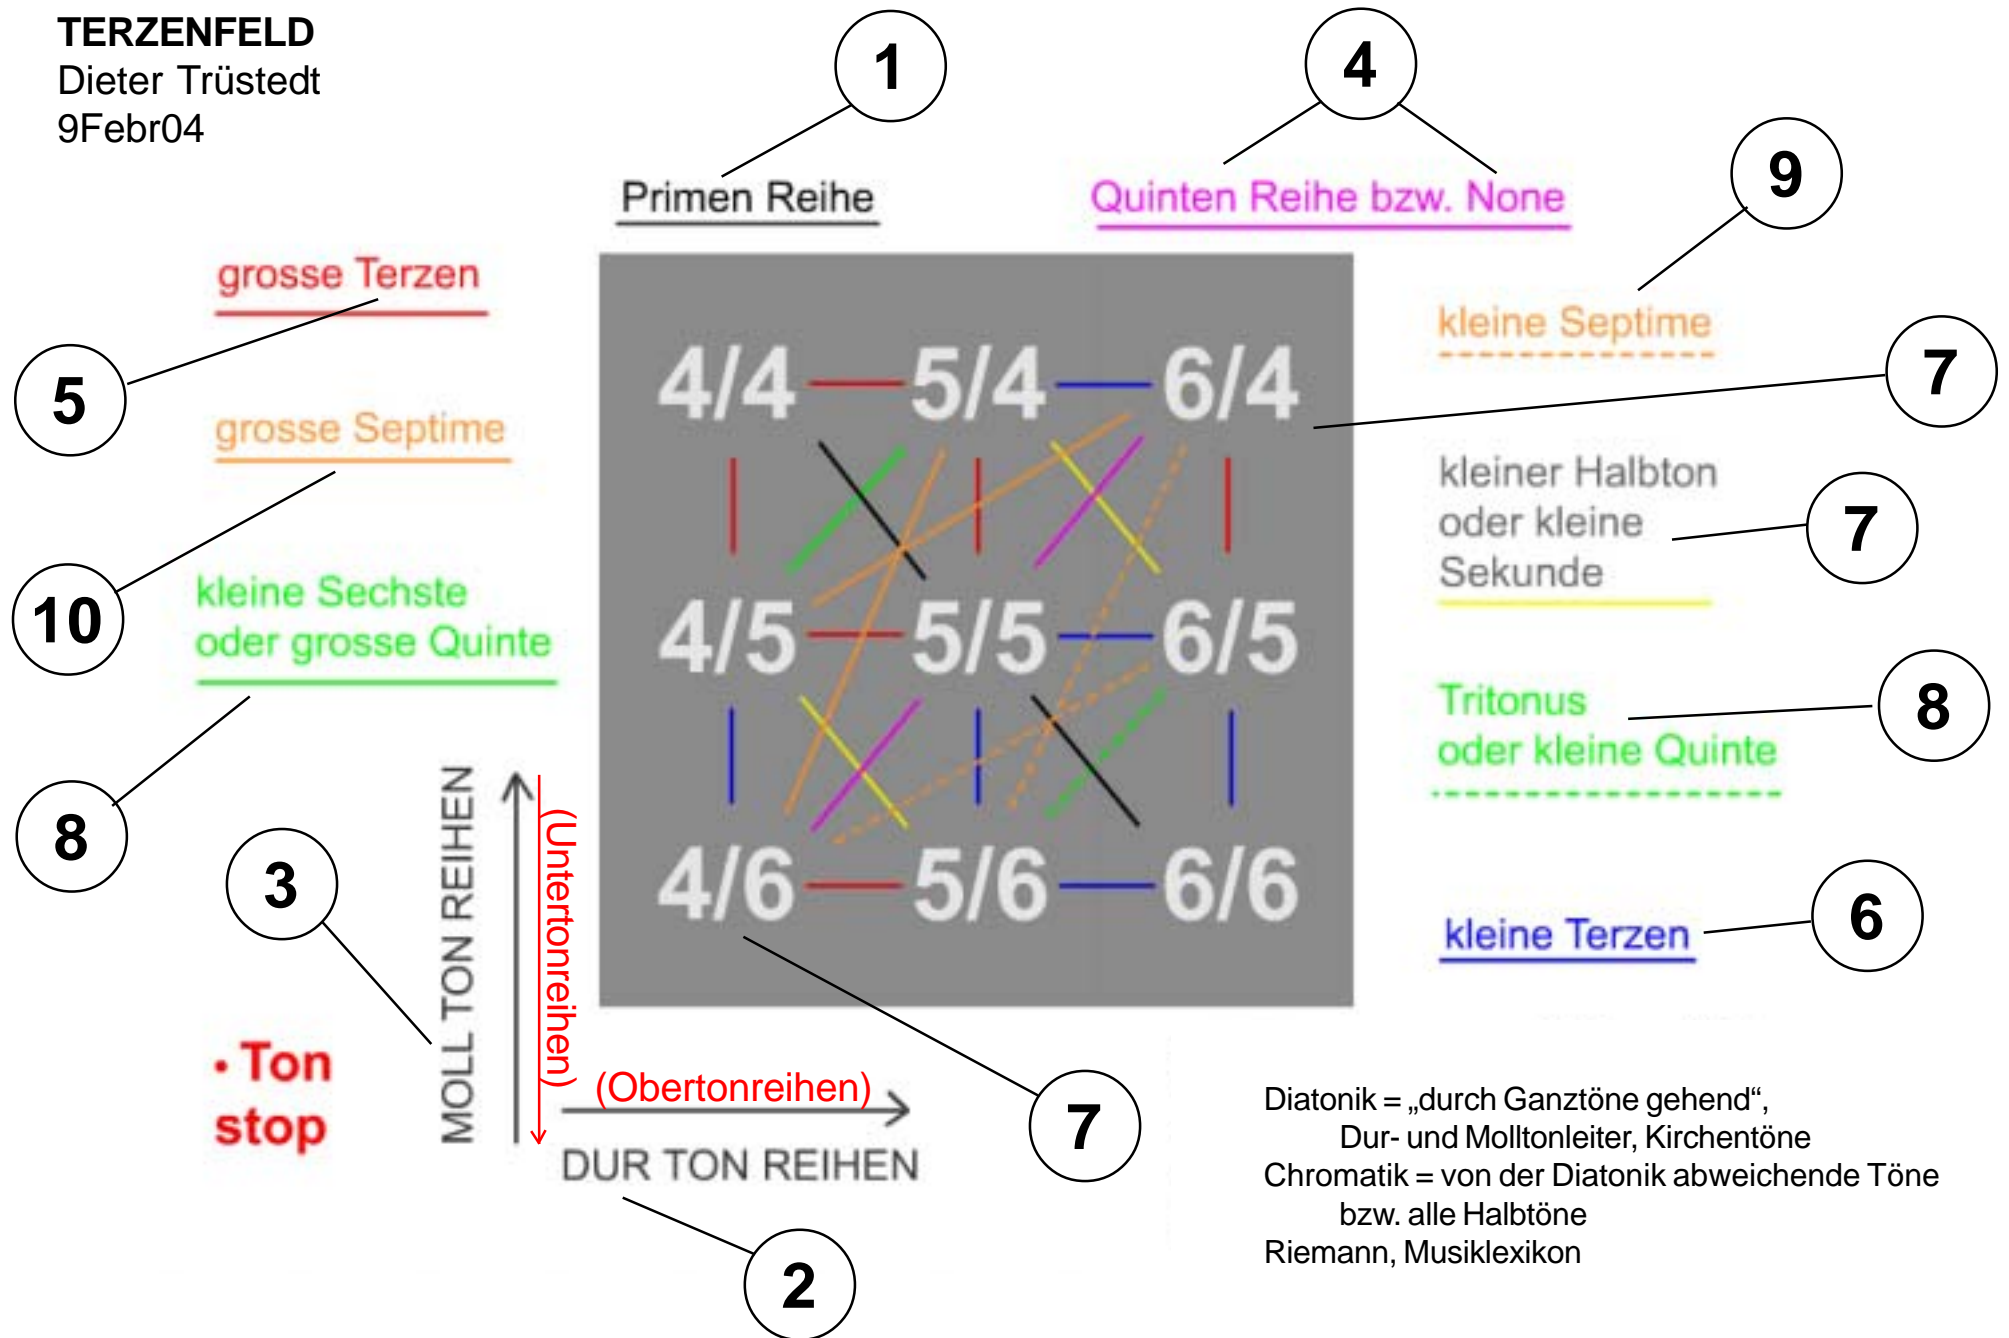 TERZENFELD
Dieter Trüstedt
9Febr04
1
4
9
Primen Reihe
Quinten Reihe bzw. None
grosse Terzen
5
kleine Septime
7
grosse Septime
10
kleiner Halbton
oder kleine
Sekunde
7
kleine Sechste
oder grosse Quinte
8
Tritonus
oder kleine Quinte
8
4/4 5/4 6/4
4/5 5/5 6/5
4/6 5/6 6/6
kleine Terzen
6
3
MOLL TON REIHEN
(Untertonreihen)
• Ton
stop
(Obertonreihen)
DUR TON REIHEN
7
2
Diatonik = „durch Ganztöne gehend“,
Dur- und Molltonleiter, Kirchentöne
Chromatik = von der Diatonik abweichende Töne
bzw. alle Halbtöne
Riemann, Musiklexikon